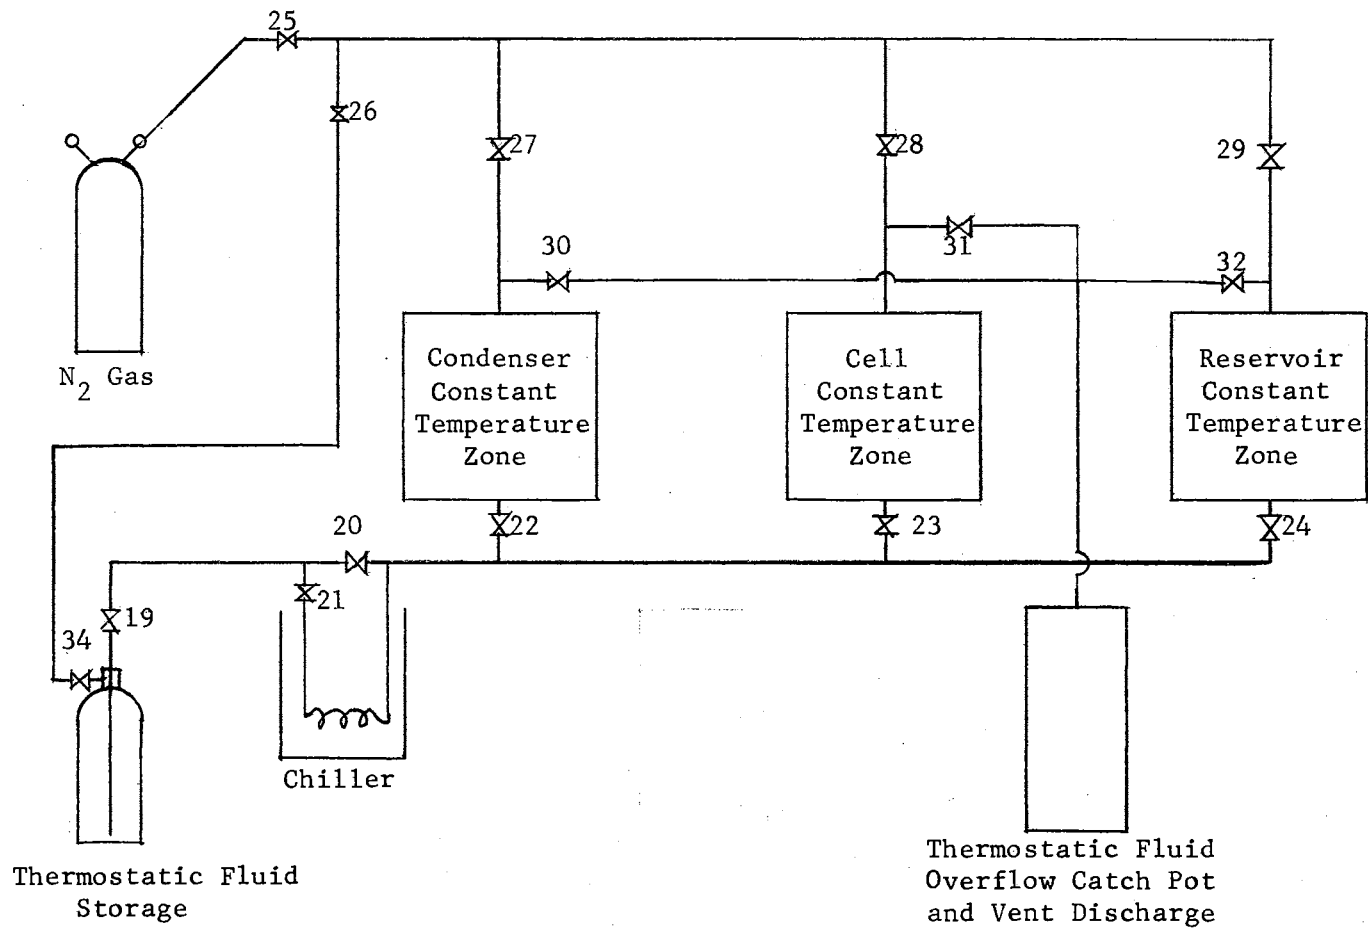 25
26
27
28
29
30
31
32
N2 Gas
Condenser
Constant
Temperature
Zone
Cell
Constant
Temperature
Zone
Reservoir
Constant
Temperature
Zone
20
22
23
24
21
19
34
Chiller
Thermostatic Fluid
Storage
Thermostatic Fluid
Overflow Catch Pot
and Vent Discharge